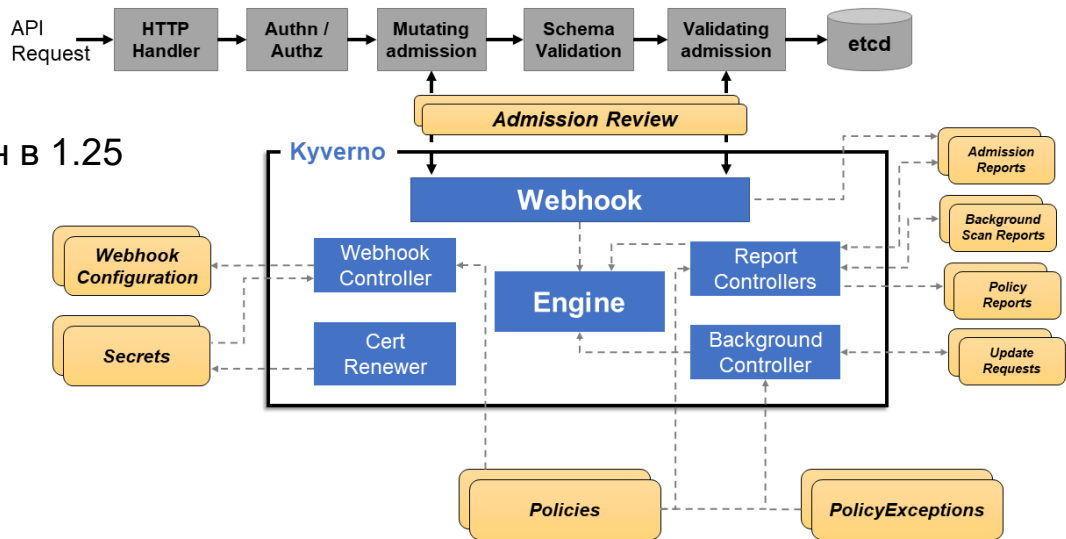 API
Request
HTTP
Handler
Authn /
Authz
Mutating
admission
Schema
Validation
Validating
admission
etcd
Admission Review
н в 1.25
Kyverno
Webhook
Admission
Reports
Webhook
Configuration
Webhook
Controller
Engine
Report
Controllers
Background
Scan Reports
Policy
Reports
Secrets
Cert
Renewer
Background
Controller
Update
Requests
Policies
PolicyExceptions